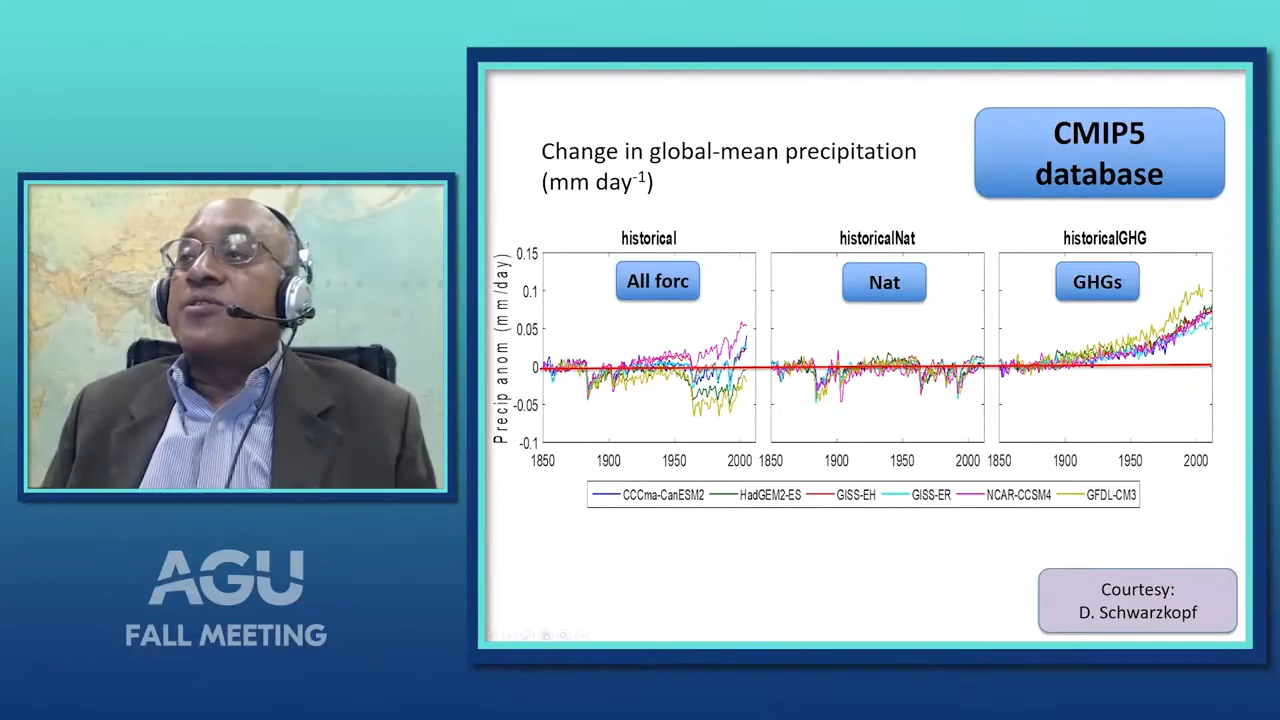 Change in global-mean precipitation
(mm day-1)
CMIP5
database
historical
historicalNat
historicalGHG
All forc
Nat
GHGs
Precip anom (mm/day)
0.15
0.1
0.05
0
-0.05
-0.1
1850 1900 1950 2000
1850 1900 1950 2000
1850 1900 1950 2000
CCCma-CanESM2 HadGEM2-ES GISS-EH GISS-ER NCAR-CCSM4 GFDL-CM3
Courtesy:
D. Schwarzkopf
AGU
FALL MEETING